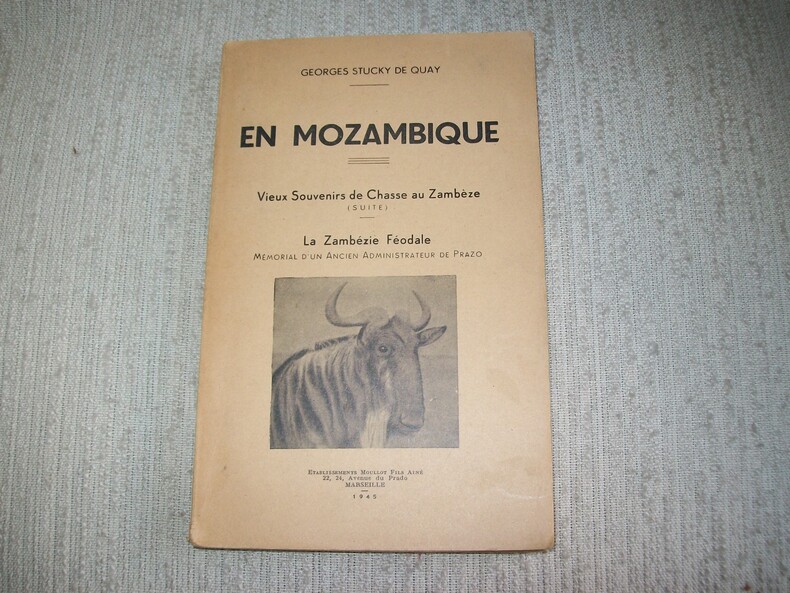 GEORGES STUCKY DE QUAY
EN MOZAMBIQUE
Vieux Souvenirs de Chasse au Zambèze
(SUITE)
La Zambézie Féodale
MÉMORIAL D'UN ANCIEN ADMINISTRATEUR DE PRAZO
ETABLISSEMENTS MOULLOT FILS AINÉ
22, 24, Avenue du Prado
MARSEILLE
1945